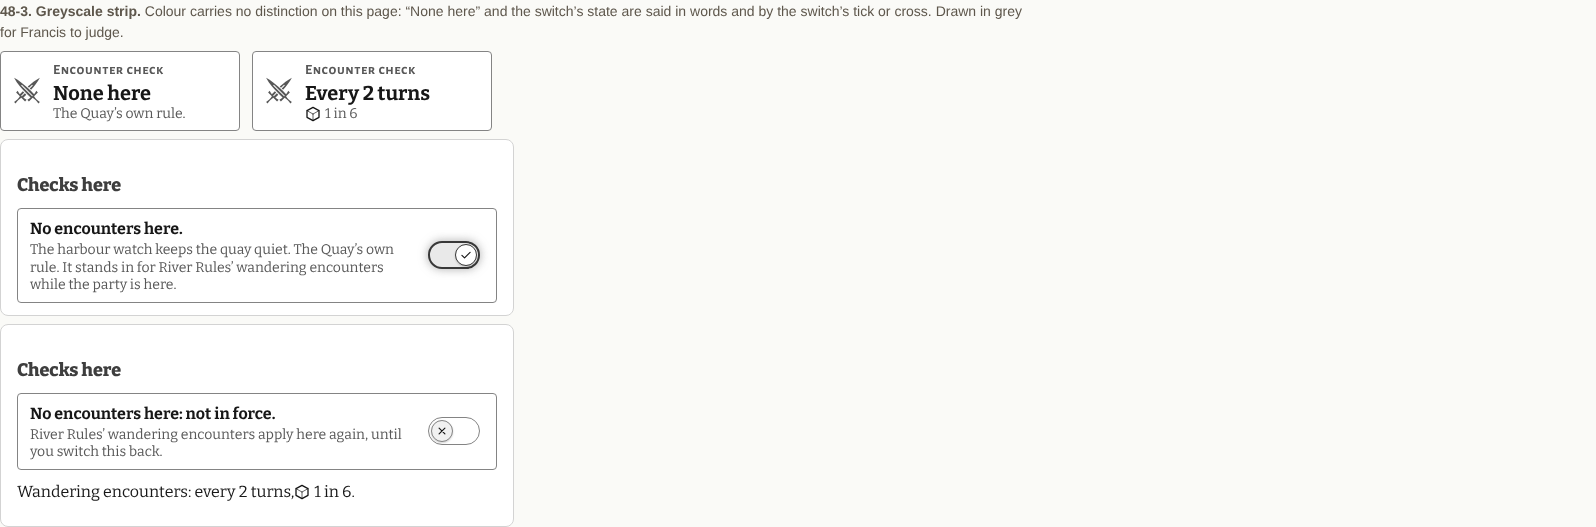 48-3. Greyscale strip. Colour carries no distinction on this page: “None here” and the switch’s state are said in words and by the switch’s tick or cross. Drawn in grey
for Francis to judge.
Encounter check
None here
The Quay’s own rule.
Encounter check
Every 2 turns
1 in 6
Checks here
No encounters here.
The harbour watch keeps the quay quiet. The Quay’s own
rule. It stands in for River Rules’ wandering encounters
while the party is here.
Checks here
No encounters here: not in force.
River Rules’ wandering encounters apply here again, until
you switch this back.
Wandering encounters: every 2 turns, 1 in 6.